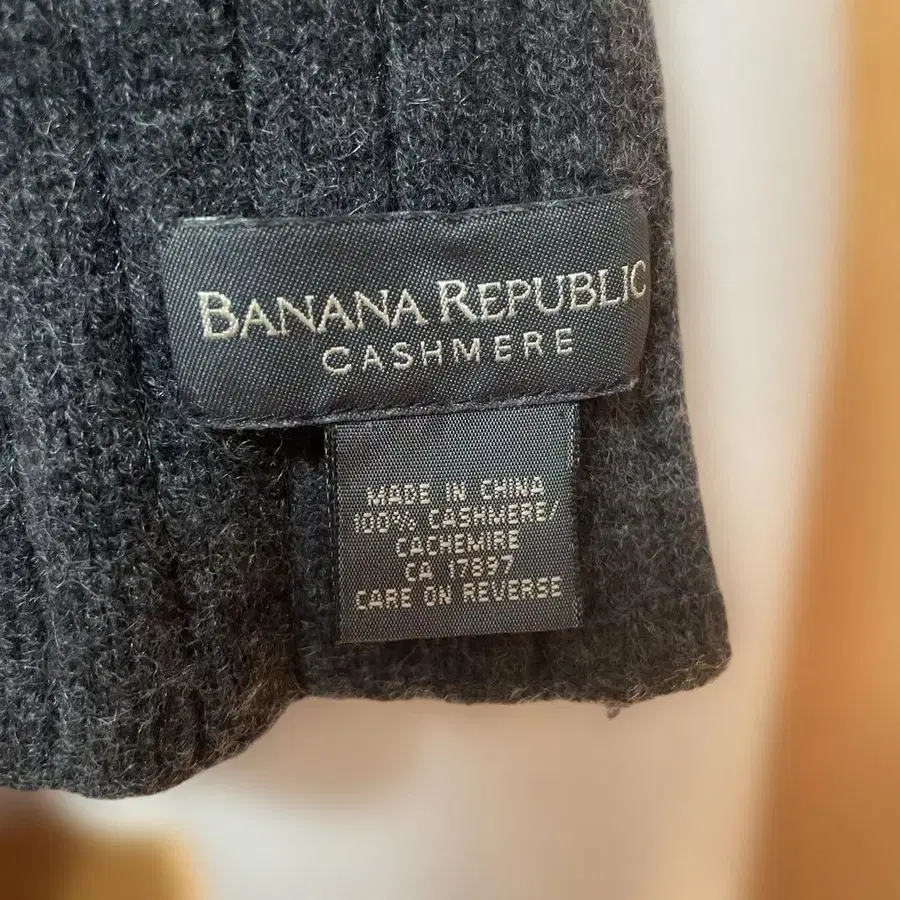 BANANA REPUBLIC
CASHMERE
MADE IN CHINA
100% CASHMERE/
CACHEMIRE
CA 17897
CARE ON REVERSE